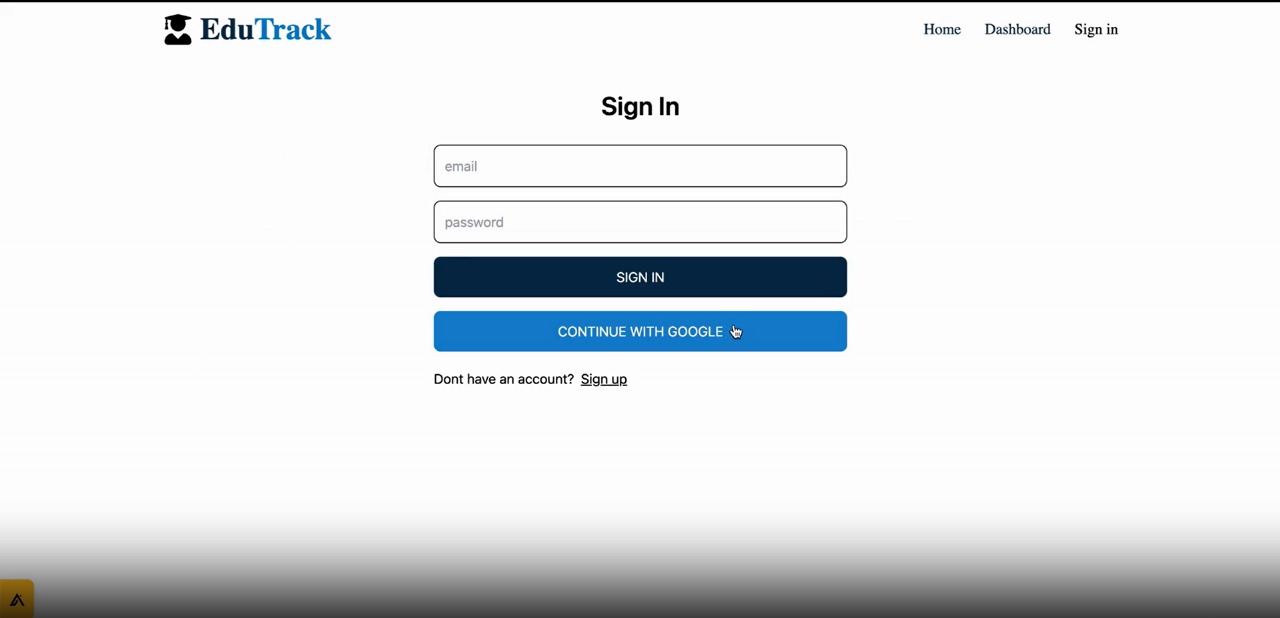 EduTrack
Home Dashboard Sign in
Sign In
email
password
SIGN IN
CONTINUE WITH GOOGLE
Dont have an account? Sign up